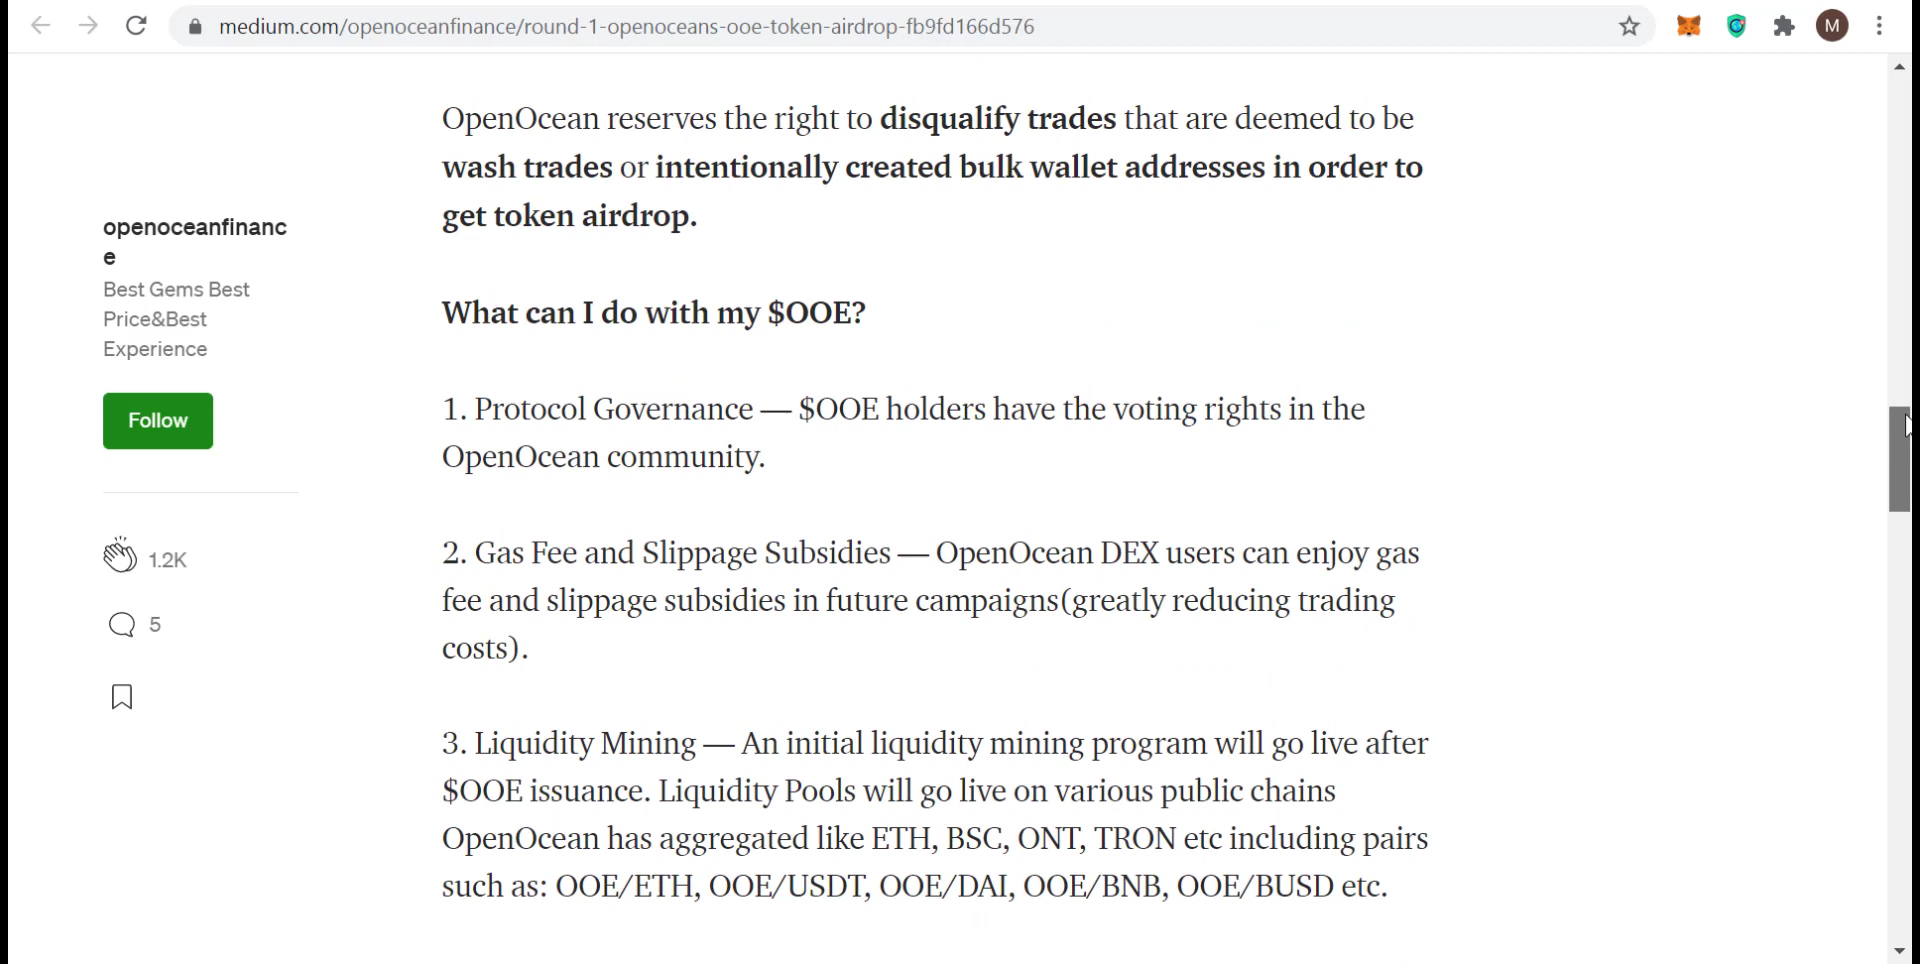 medium.com/openoceanfinance/round-1-openoceans-ooe-token-airdrop-fb9fd166d576
M
OpenOcean reserves the right to disqualify trades that are deemed to be
wash trades or intentionally created bulk wallet addresses in order to
get token airdrop.
openoceanfinanc
e
Best Gems Best
Price&Best
Experience
Follow
1.2K
5
What can I do with my $OOE?
1. Protocol Governance — $OOE holders have the voting rights in the
OpenOcean community.
2. Gas Fee and Slippage Subsidies — OpenOcean DEX users can enjoy gas
fee and slippage subsidies in future campaigns(greatly reducing trading
costs).
3. Liquidity Mining — An initial liquidity mining program will go live after
$OOE issuance. Liquidity Pools will go live on various public chains
OpenOcean has aggregated like ETH, BSC, ONT, TRON etc including pairs
such as: OOE/ETH, OOE/USDT, OOE/DAI, OOE/BNB, OOE/BUSD etc.